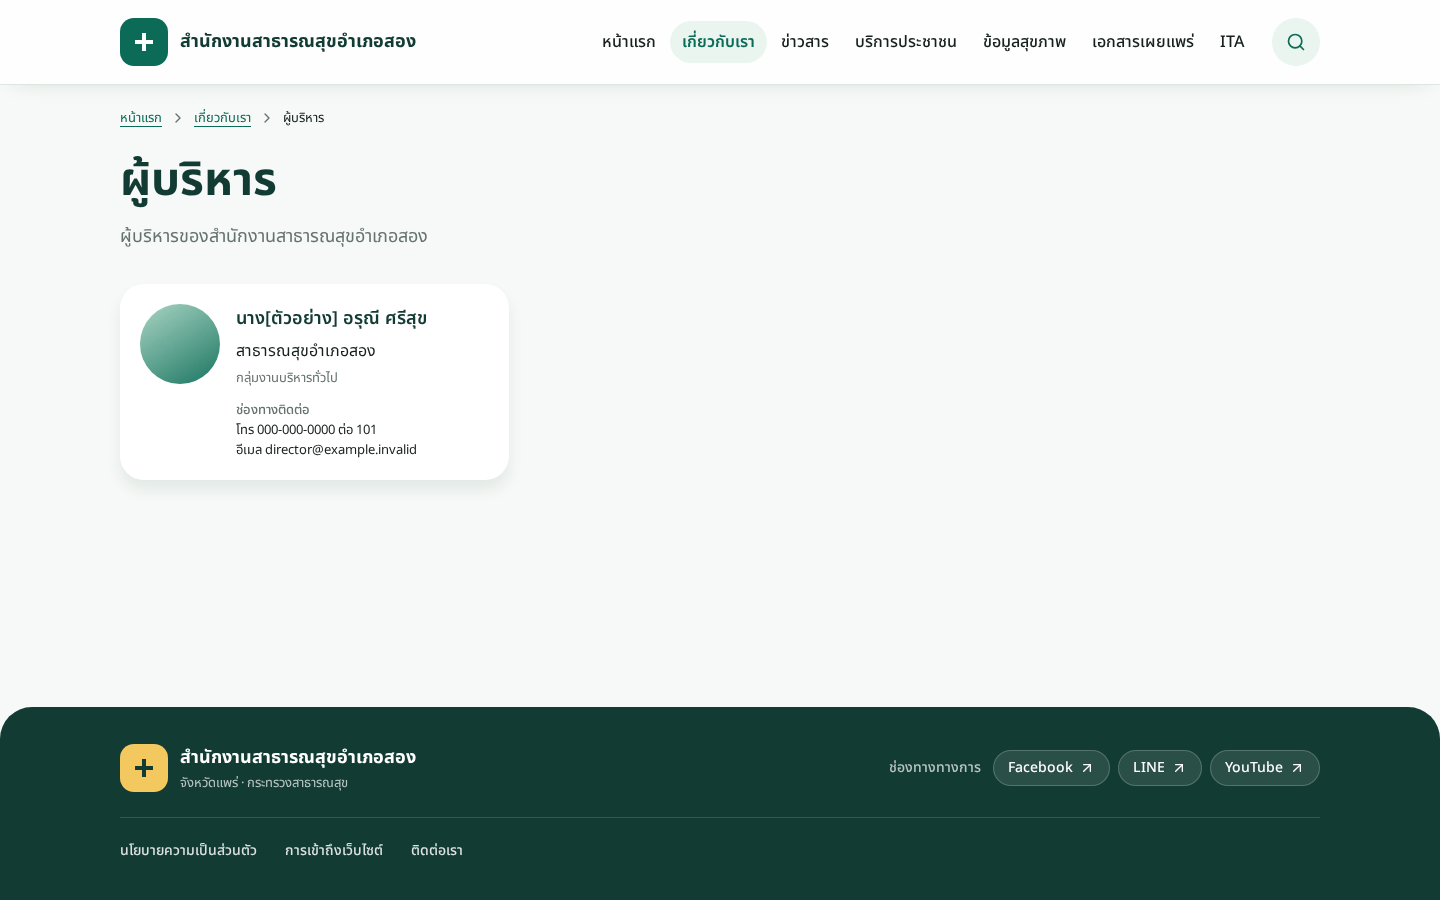 สำนักงานสาธารณสุขอำเภอสอง
หน้าแรก เกี่ยวกับเรา ข่าวสาร บริการประชาชน ข้อมูลสุขภาพ เอกสารเผยแพร่ ITA
หน้าแรก เกี่ยวกับเรา ผู้บริหาร
ผู้บริหาร
ผู้บริหารของสำนักงานสาธารณสุขอำเภอสอง
นาง[ตัวอย่าง] อรุณี ศรีสุข
สาธารณสุขอำเภอสอง
กลุ่มงานบริหารทั่วไป
ช่องทางติดต่อ
โทร 000-000-0000 ต่อ 101
อีเมล director@example.invalid
สำนักงานสาธารณสุขอำเภอสอง
จังหวัดแพร่ · กระทรวงสาธารณสุข
ช่องทางทางการ Facebook LINE YouTube
นโยบายความเป็นส่วนตัว การเข้าถึงเว็บไซต์ ติดต่อเรา